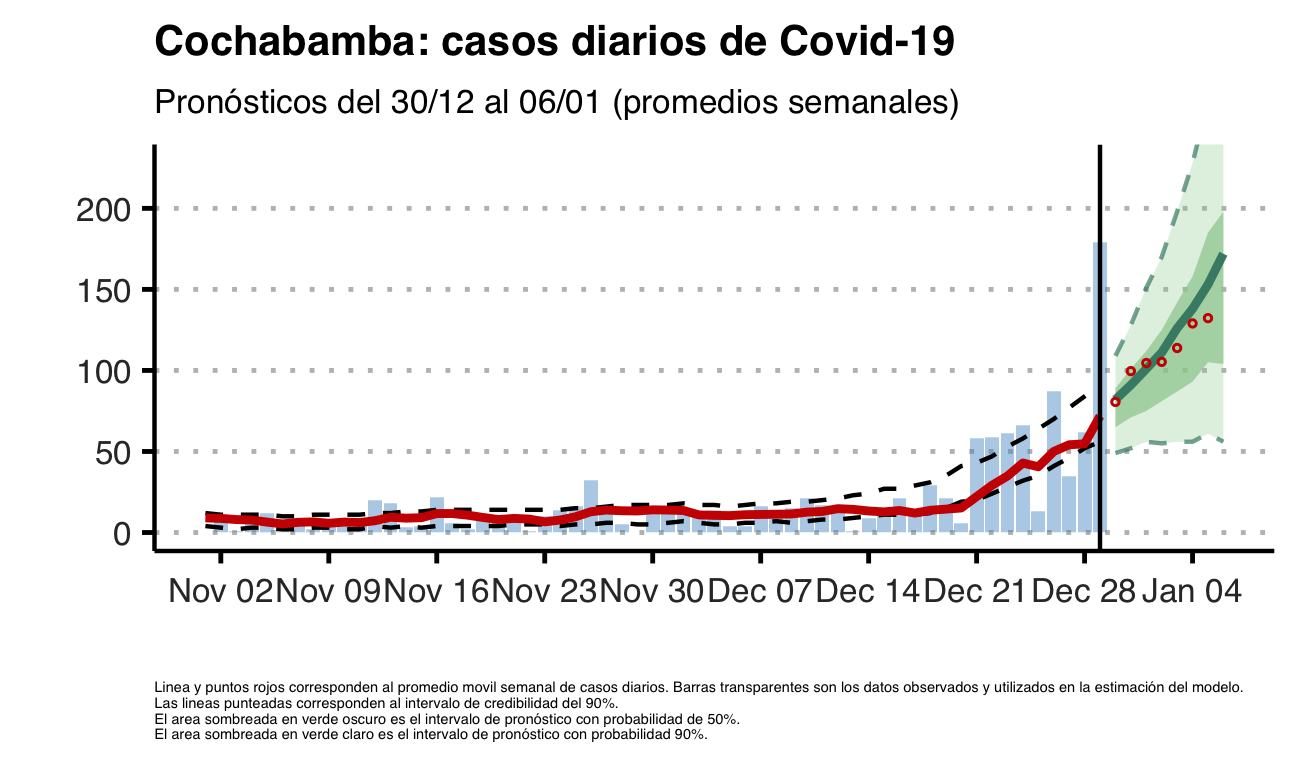 Cochabamba: casos diarios de Covid-19
Pronósticos del 30/12 al 06/01 (promedios semanales)
200
150
100
50
0
Nov 02 Nov 09 Nov 16 Nov 23 Nov 30 Dec 07 Dec 14 Dec 21 Dec 28 Jan 04
Linea y puntos rojos corresponden al promedio movil semanal de casos diarios. Barras transparentes son los datos observados y utilizados en la estimación del modelo.
Las lineas punteadas corresponden al intervalo de credibilidad del 90%.
El area sombreada en verde oscuro es el intervalo de pronóstico con probabilidad de 50%.
El area sombreada en verde claro es el intervalo de pronóstico con probabilidad 90%.